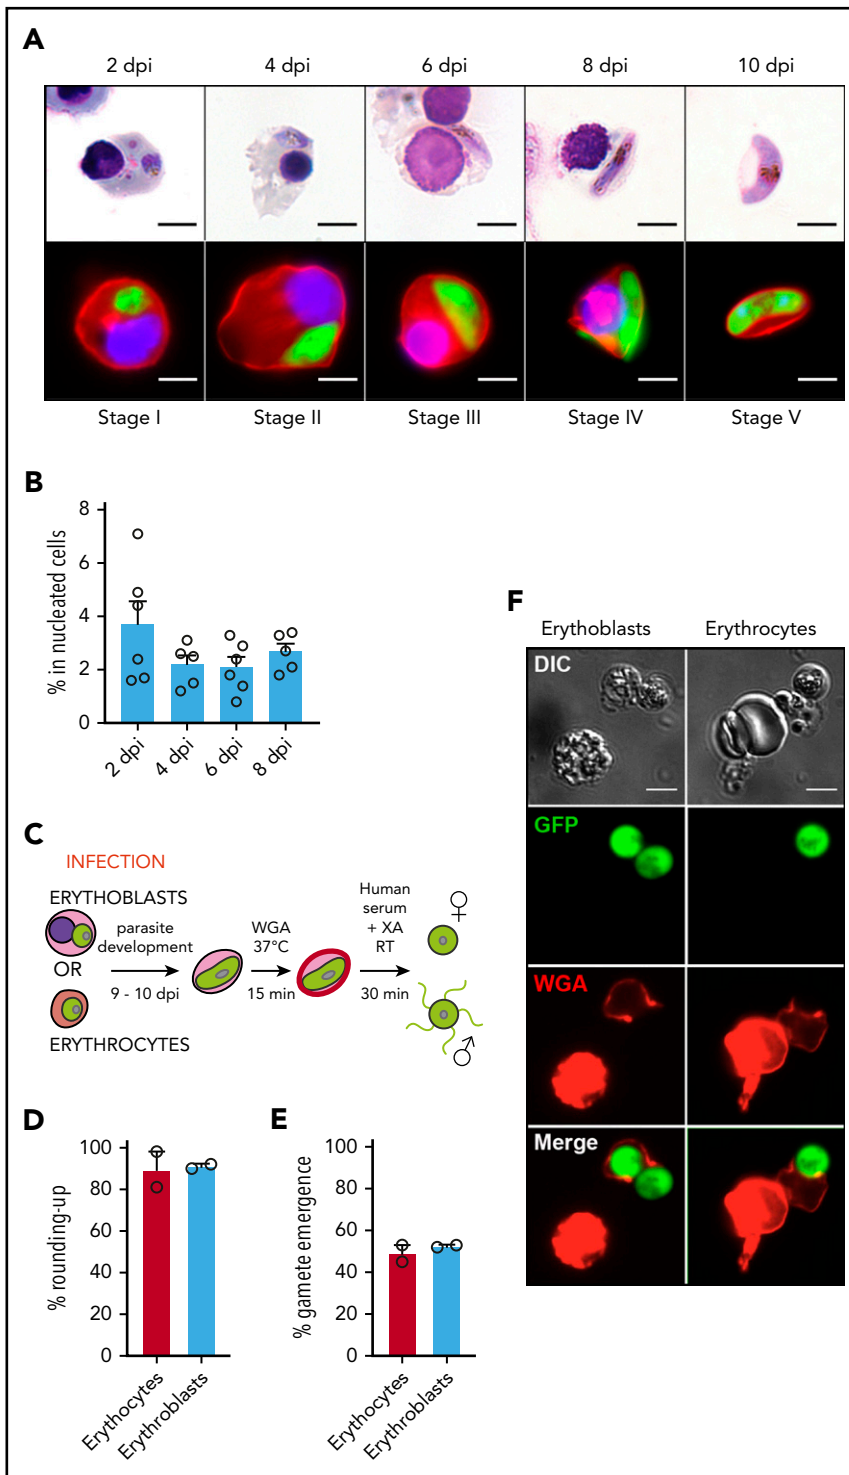 A
2 dpi 4 dpi 6 dpi 8 dpi 10 dpi
Stage I Stage II Stage III Stage IV Stage V
B
% in nucleated cells
8
6
4
2
0
2 dpi 4 dpi 6 dpi 8 dpi
C
INFECTION
ERYTHOBLASTS
OR
ERYTHROCYTES
parasite
development
9 - 10 dpi
WGA
37°C
15 min
Human
serum
+ XA
RT
30 min
♀
♂
D
% rounding-up
100
80
60
40
20
0
Erythocytes
Erythroblasts
E
% gamete emergence
100
80
60
40
20
0
Erythocytes
Erythroblasts
F
Erythoblasts Erythrocytes
DIC
GFP
WGA
Merge